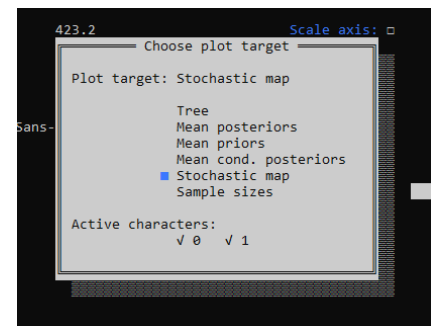 423.2 Scale axis: □
Choose plot target
Plot target: Stochastic map
Tree
Sans-
Mean posteriors
Mean priors
Mean cond. posteriors
■ Stochastic map
Sample sizes
Active characters:
√ 0 √ 1